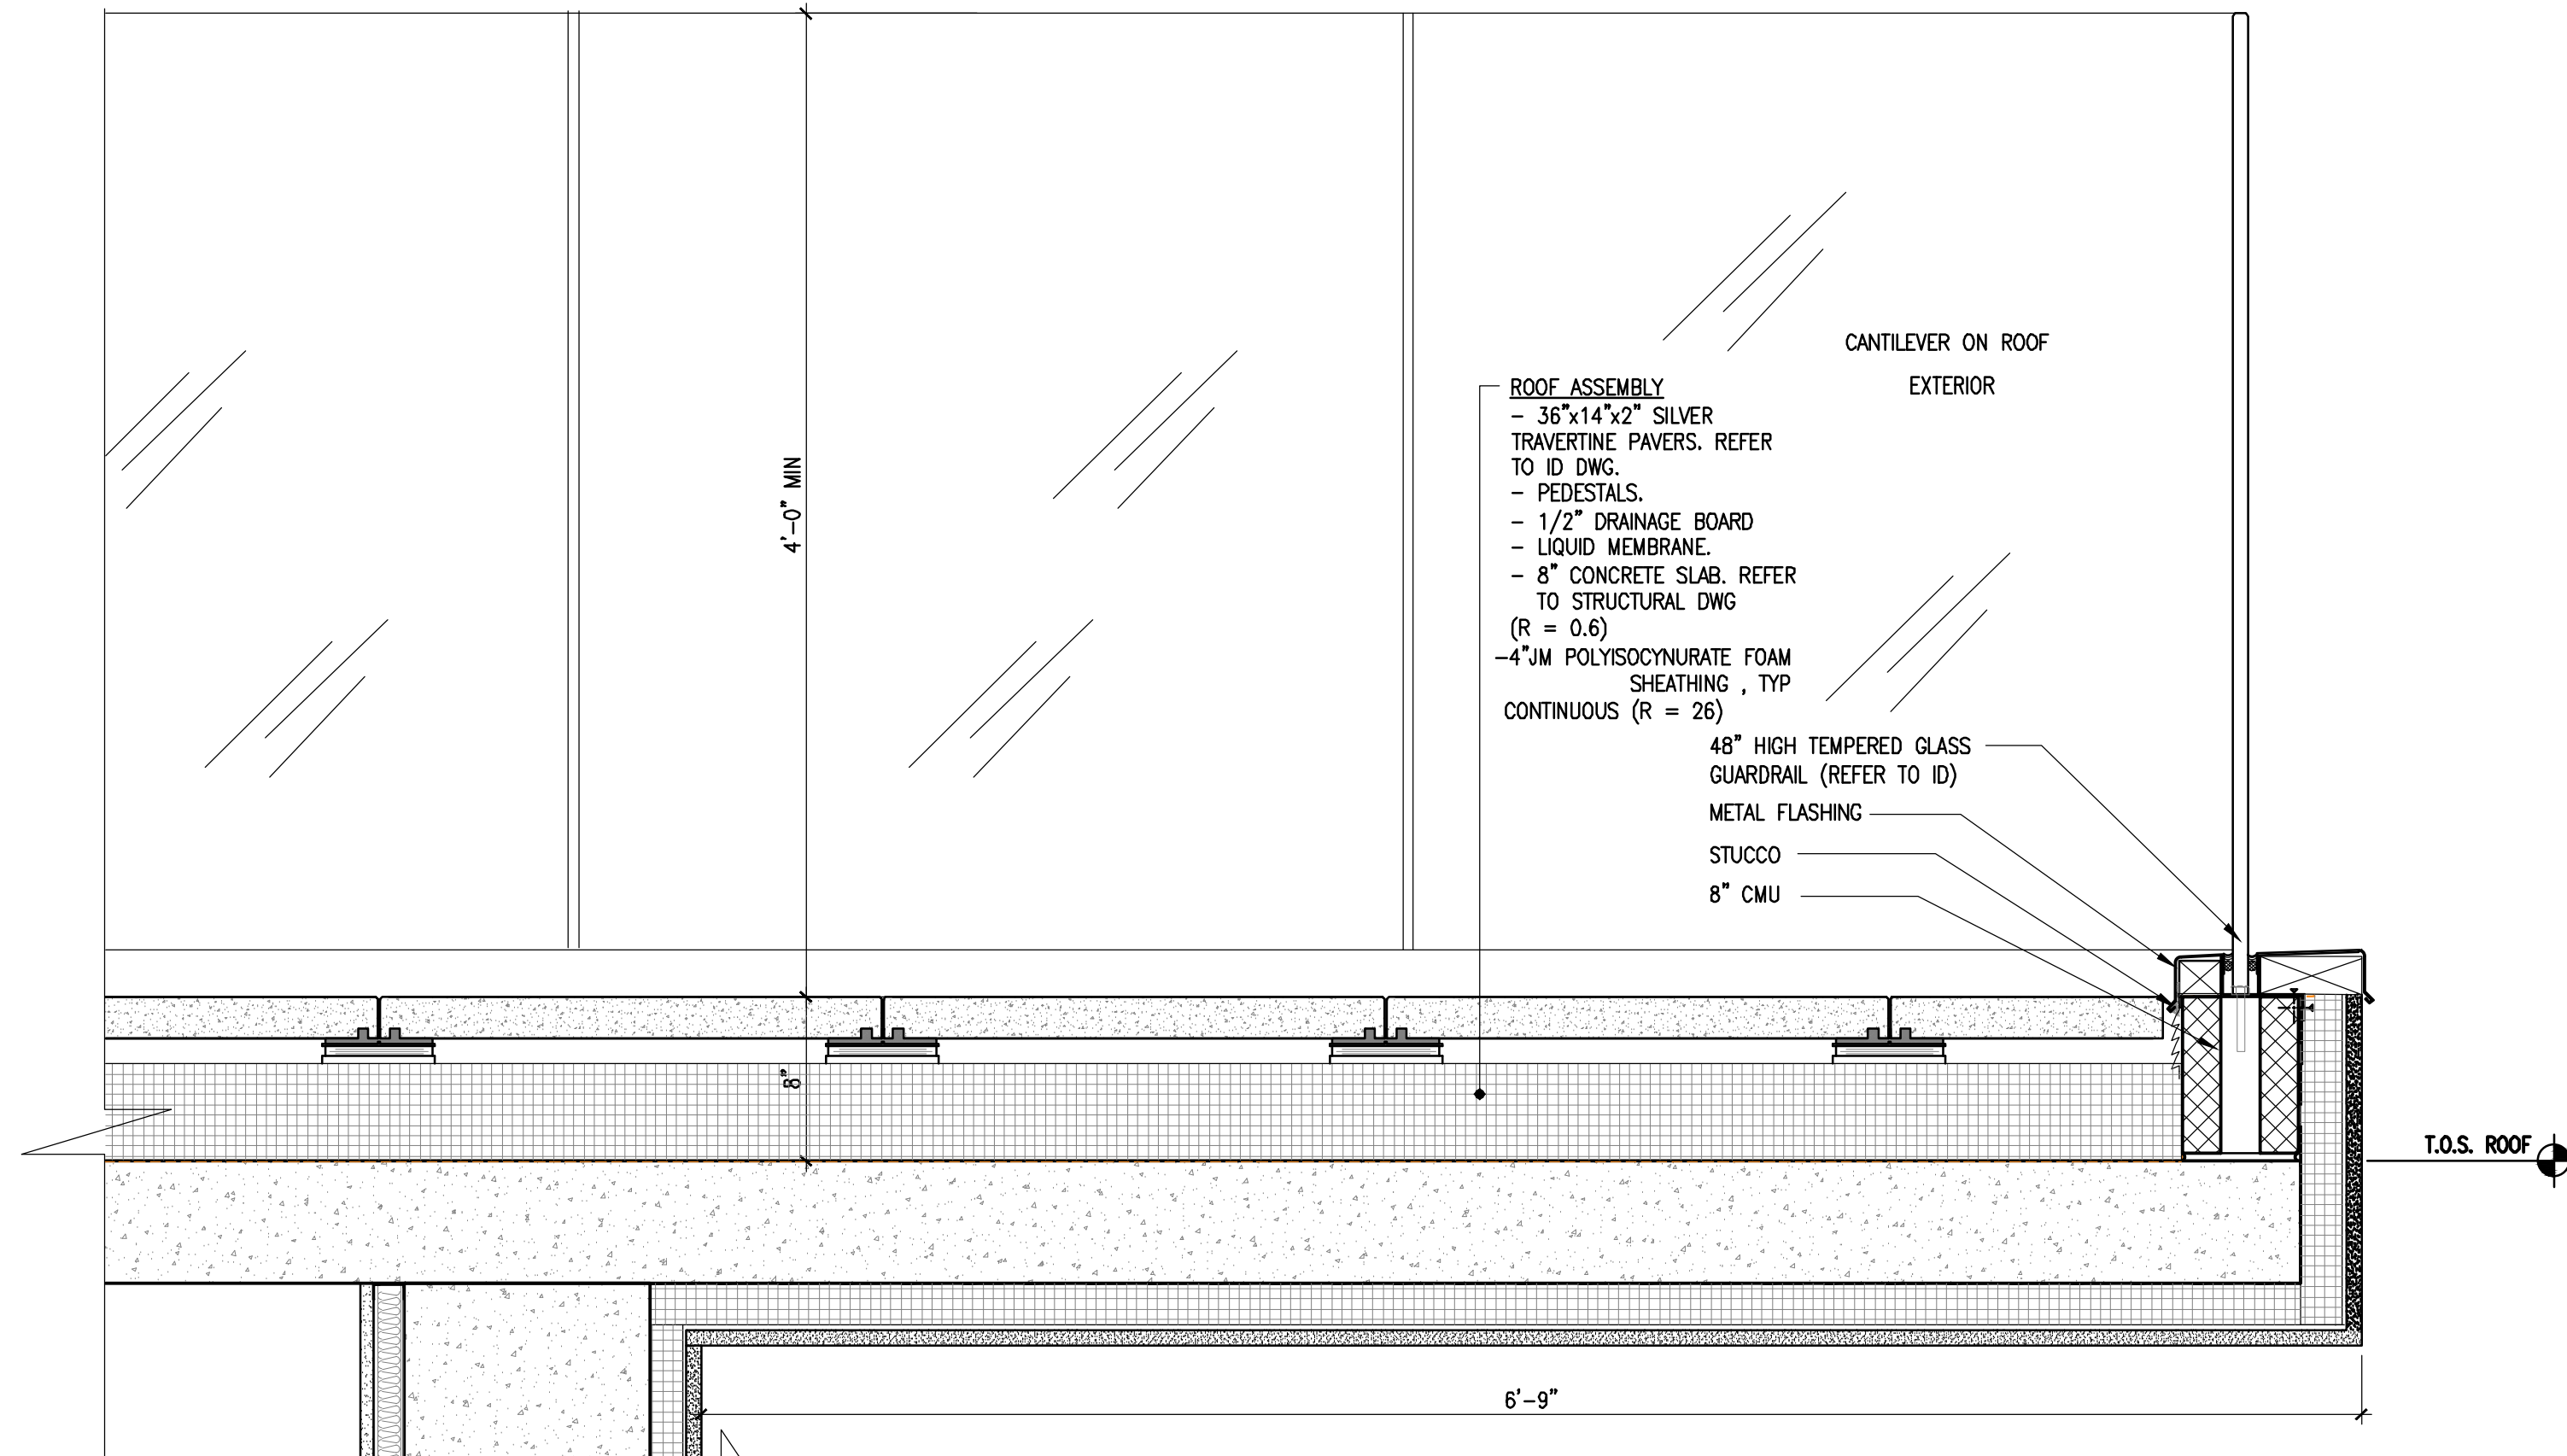 CANTILEVER ON ROOF
EXTERIOR
ROOF ASSEMBLY
- 36"x14"x2" SILVER
TRAVERTINE PAVERS. REFER
TO ID DWG.
- PEDESTALS.
- 1/2" DRAINAGE BOARD
- LIQUID MEMBRANE.
- 8" CONCRETE SLAB. REFER
TO STRUCTURAL DWG
(R = 0.6)
-4"JM POLYISOCYNURATE FOAM
SHEATHING , TYP
CONTINUOUS (R = 26)
4'-0" MIN
48" HIGH TEMPERED GLASS
GUARDRAIL (REFER TO ID)
METAL FLASHING
STUCCO
8" CMU
8"
T.O.S. ROOF
6'-9"